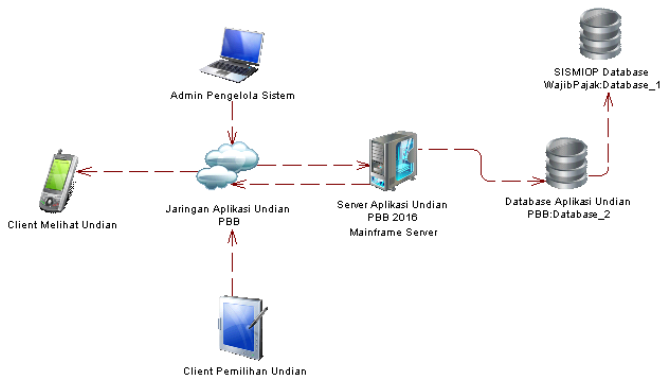 SISMIOP Database
WajibPajak:Database_1
Admin Pengelola Sistem
Client Melihat Undian
Jaringan Aplikasi Undian
PBB
Server Aplikasi Undian
PBB 2016
Mainframe Server
Database Aplikasi Undian
PBB:Database_2
Client Pemilihan Undian